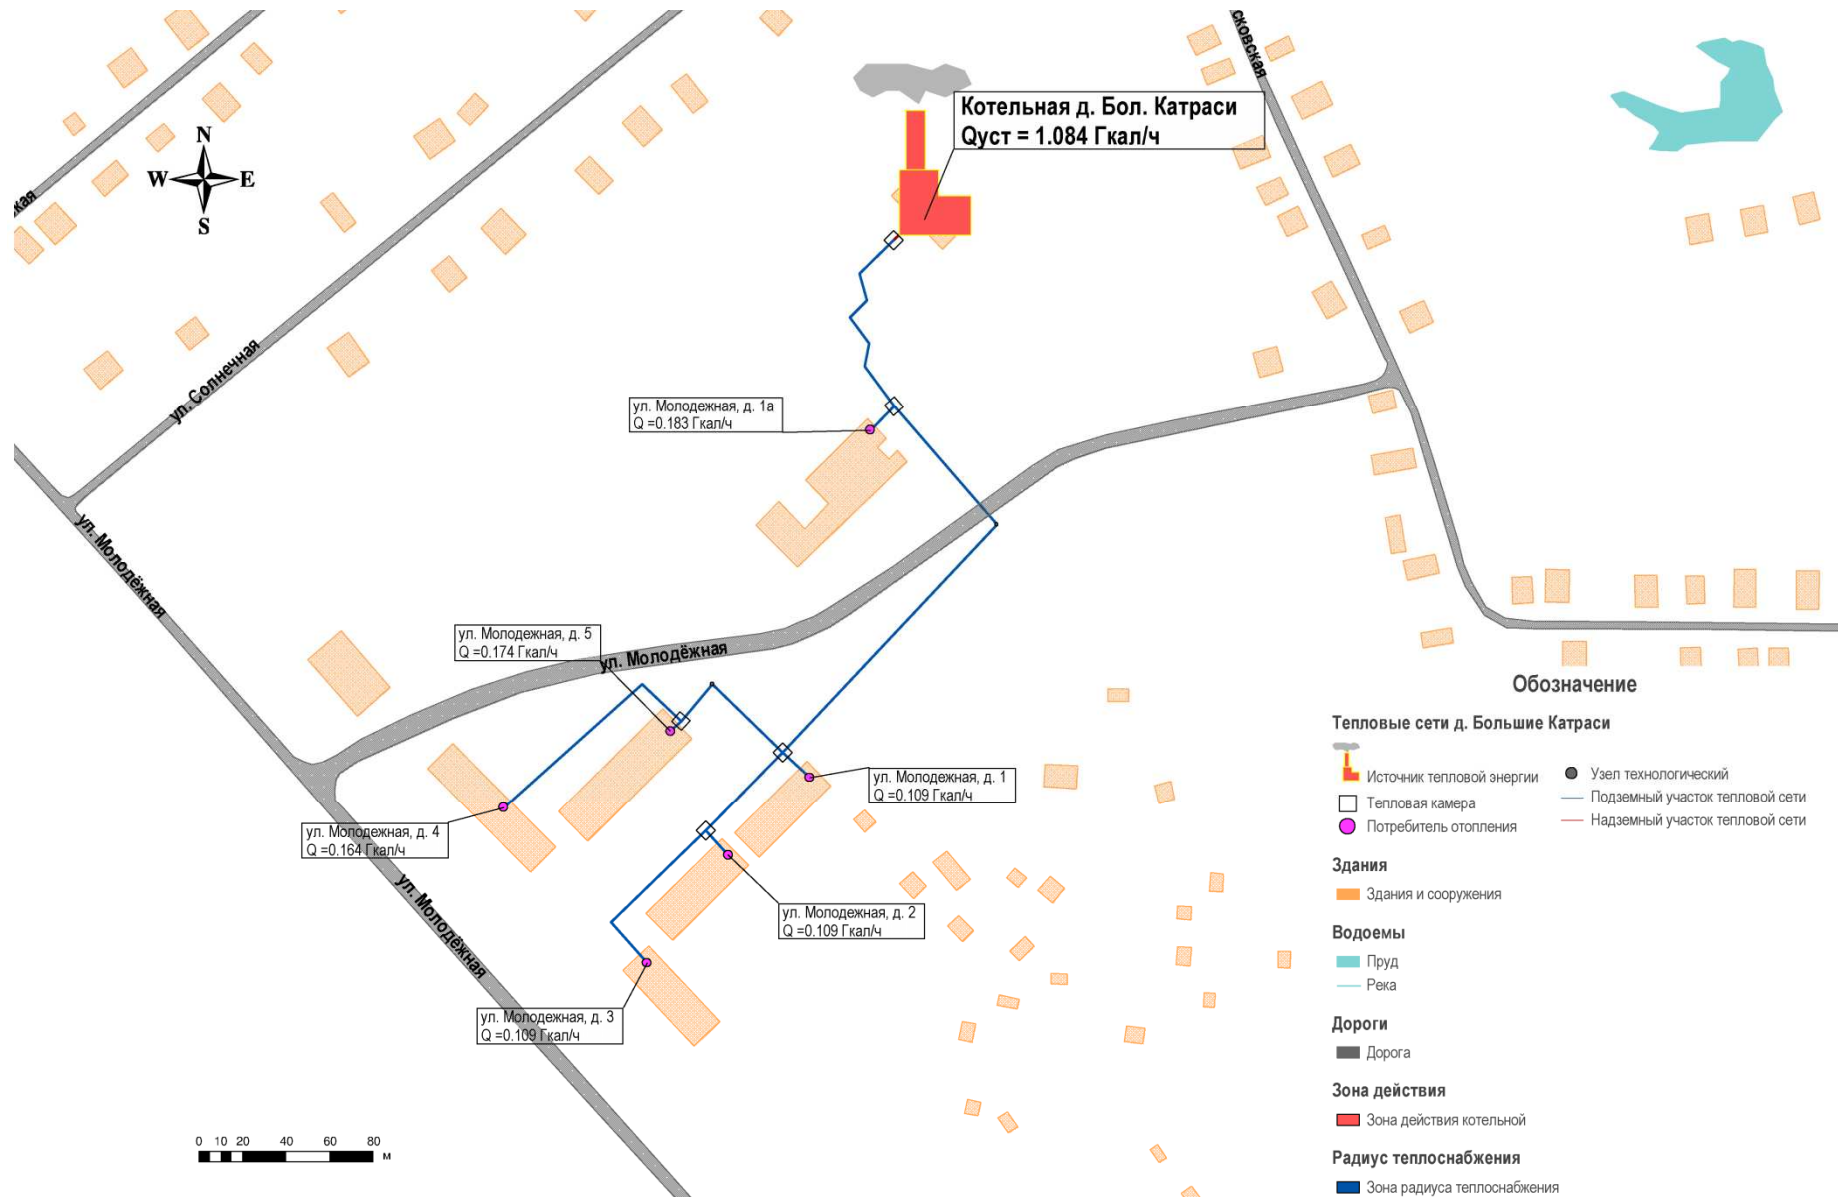 сковская
Котельная д. Бол. Катраси
Qуст = 1.084 Гкал/ч
N
W E
S
кая
ул. Солнечная
ул. Молодежная, д. 1а
Q =0.183 Гкал/ч
ул. Молодёжная
ул. Молодежная, д. 5
Q =0.174 Гкал/ч
ул. Молодёжная
ул. Молодежная, д. 1
Q =0.109 Гкал/ч
ул. Молодежная, д. 4
Q =0.164 Гкал/ч
ул. Молодёжная
ул. Молодежная, д. 2
Q =0.109 Гкал/ч
ул. Молодежная, д. 3
Q =0.109 Гкал/ч
0 10 20 40 60 80
м
Обозначение
Тепловые сети д. Большие Катраси
Источник тепловой энергии
Тепловая камера
Потребитель отопления
Узел технологический
Подземный участок тепловой сети
Надземный участок тепловой сети
Здания
Здания и сооружения
Водоемы
Пруд
Река
Дороги
Дорога
Зона действия
Зона действия котельной
Радиус теплоснабжения
Зона радиуса теплоснабжения